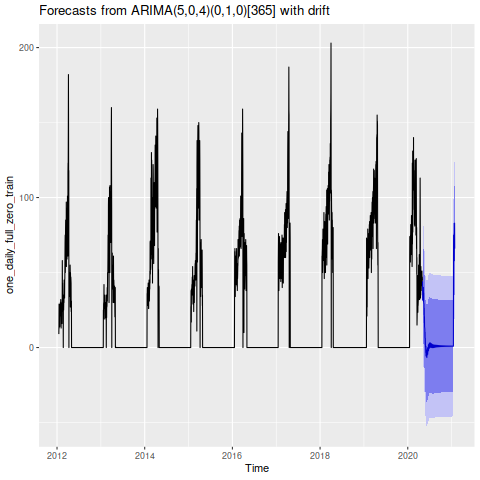 Forecasts from ARIMA(5,0,4)(0,1,0)[365] with drift
200
100
0
one_daily_full_zero_train
2012 2014 2016 2018 2020
Time